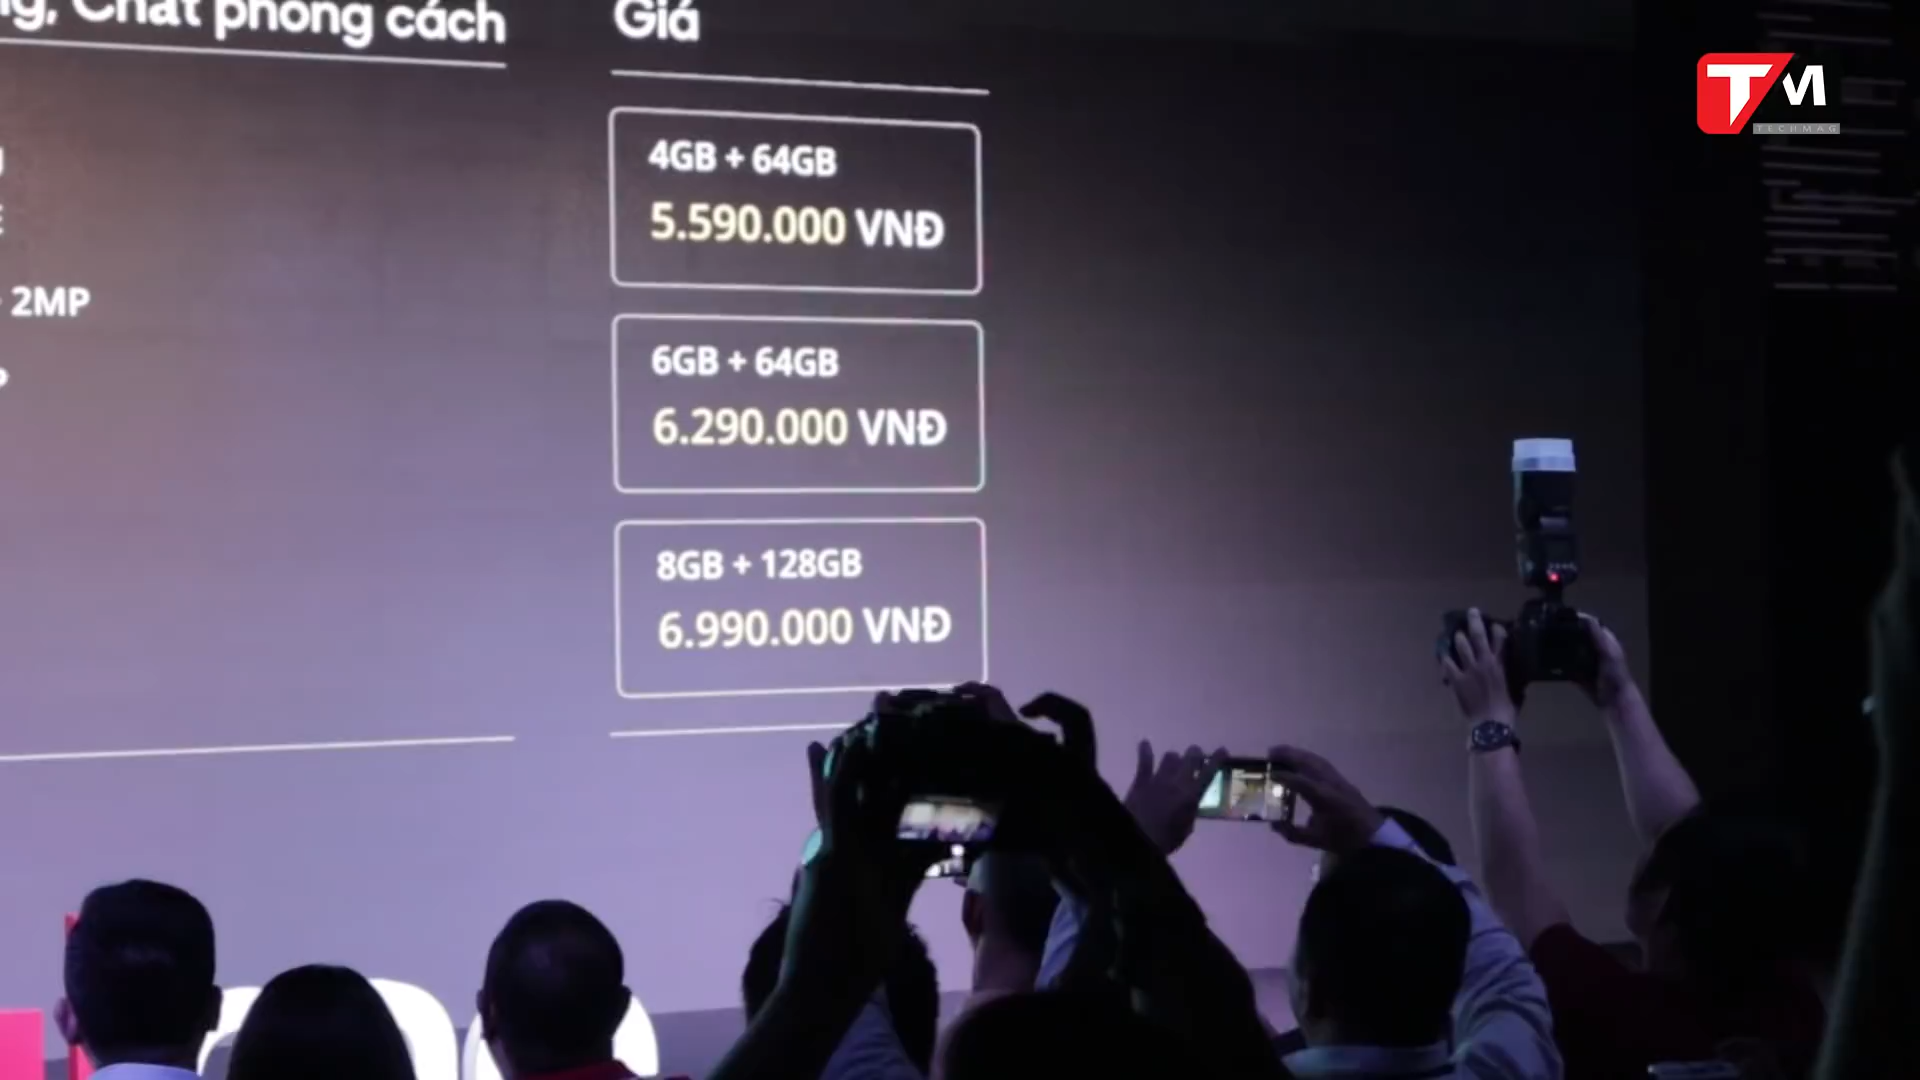 Chất phong cách
Giá
4GB + 64GB
5.590.000 VNĐ
2MP
6GB + 64GB
6.290.000 VNĐ
8GB + 128GB
6.990.000 VNĐ
TM
TECHMAG